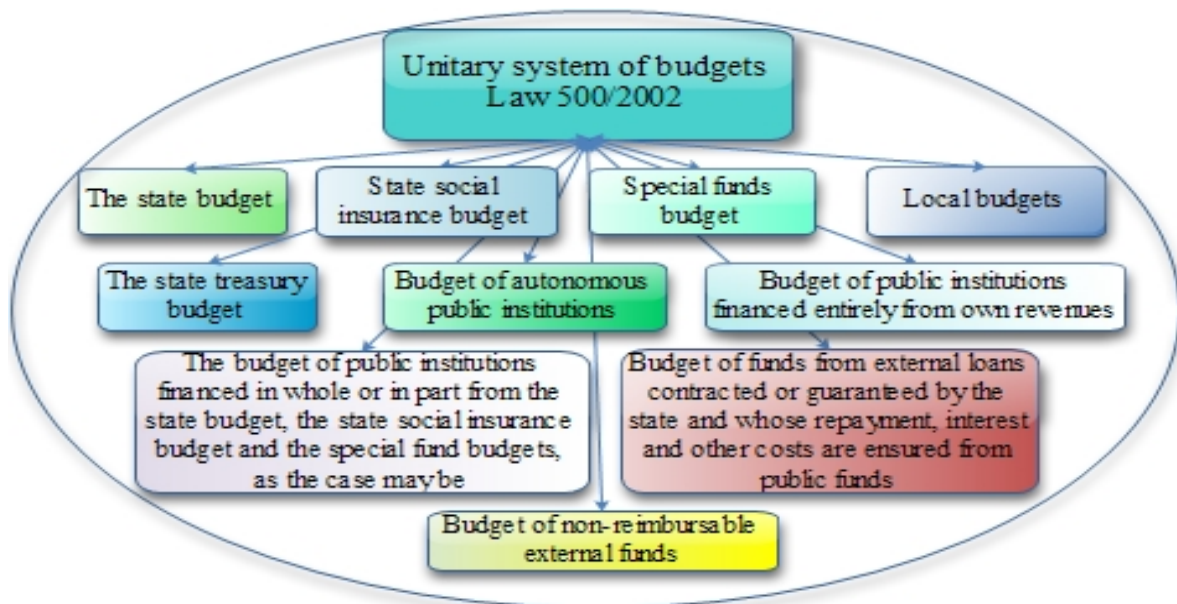 Unitary system of budgets
Law 500/2002
The state budget
State social
insurance budget
Special funds
budget
Local budgets
The state treasury
budget
Budget of autonomous
public institutions
Budget of public institutions
financed entirely from own revenues
The budget of public institutions
financed in whole or in part from the
state budget, the state social insurance
budget and the special fund budgets,
as the case maybe
Budget of funds from external loans
contracted or guaranteed by the
state and whose repayment, interest
and other costs are ensured from
public funds
Budget of non-reimbursable
external funds